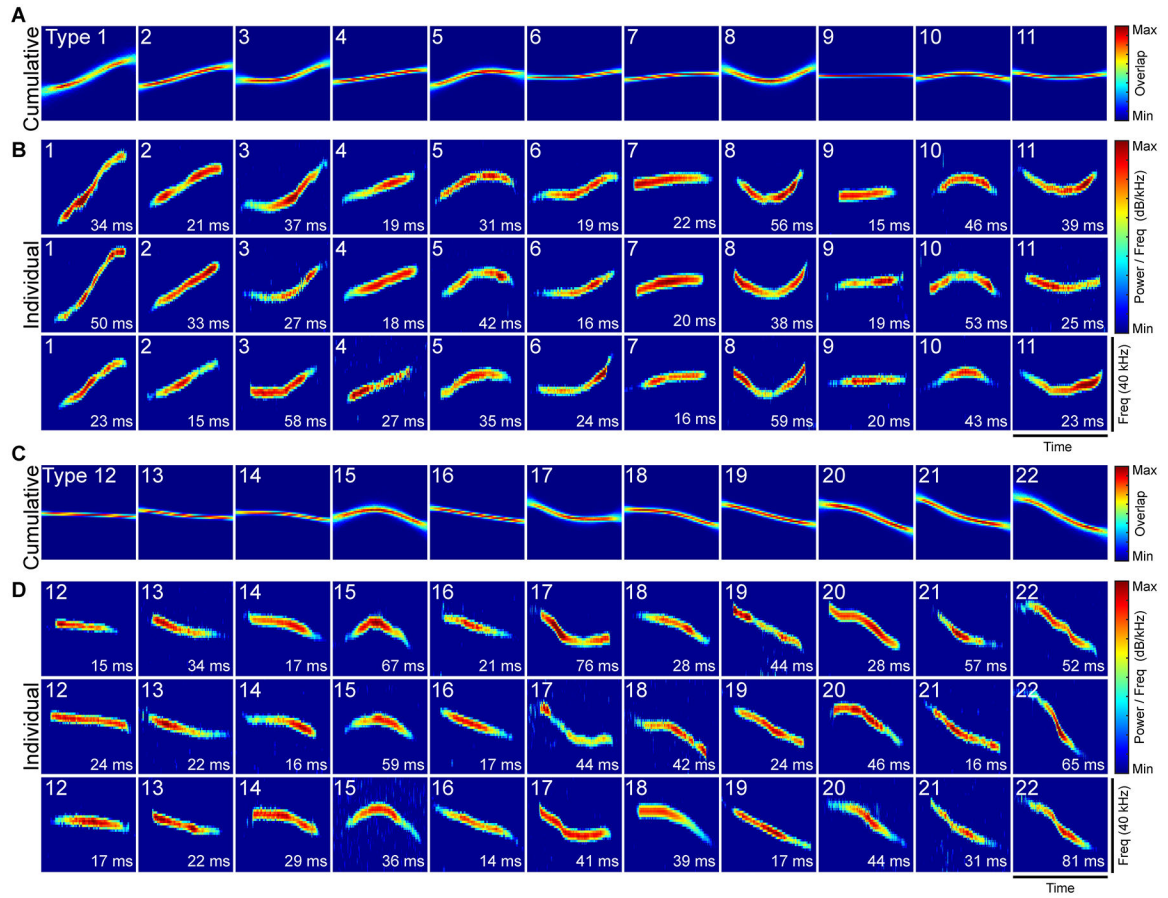 A
Cumulative
Type 1 2 3 4 5 6 7 8 9 10 11
Max
Overlap
Min
B
Individual
1 2 3 4 5 6 7 8 9 10 11
34 ms 21 ms 37 ms 19 ms 31 ms 19 ms 22 ms 56 ms 15 ms 46 ms 39 ms
1 2 3 4 5 6 7 8 9 10 11
50 ms 33 ms 27 ms 18 ms 42 ms 16 ms 20 ms 38 ms 19 ms 53 ms 25 ms
1 2 3 4 5 6 7 8 9 10 11
23 ms 15 ms 58 ms 27 ms 35 ms 24 ms 16 ms 59 ms 20 ms 43 ms 23 ms
Max
Power / Freq (dB/kHz)
Min
Freq (40 kHz)
Time
C
Cumulative
Type 12 13 14 15 16 17 18 19 20 21 22
Max
Overlap
Min
D
Individual
12 13 14 15 16 17 18 19 20 21 22
15 ms 34 ms 17 ms 67 ms 21 ms 76 ms 28 ms 44 ms 28 ms 57 ms 52 ms
12 13 14 15 16 17 18 19 20 21 22
24 ms 22 ms 16 ms 59 ms 17 ms 44 ms 42 ms 24 ms 46 ms 16 ms 65 ms
12 13 14 15 16 17 18 19 20 21 22
17 ms 22 ms 29 ms 36 ms 14 ms 41 ms 39 ms 17 ms 44 ms 31 ms 81 ms
Max
Power / Freq (dB/kHz)
Min
Freq (40 kHz)
Time